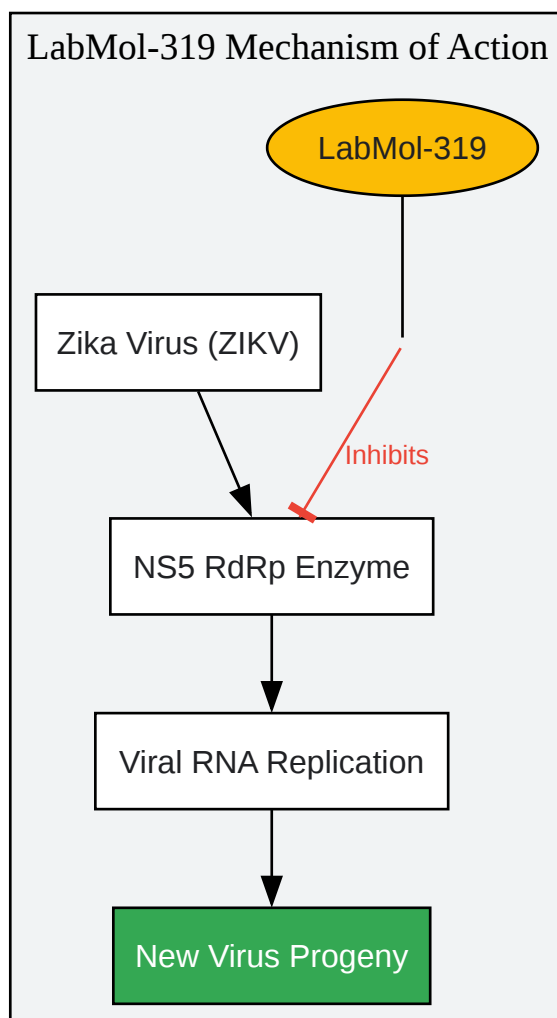 LabMol-319 Mechanism of Action
LabMol-319
Zika Virus (ZIKV)
Inhibits
NS5 RdRp Enzyme
Viral RNA Replication
New Virus Progeny